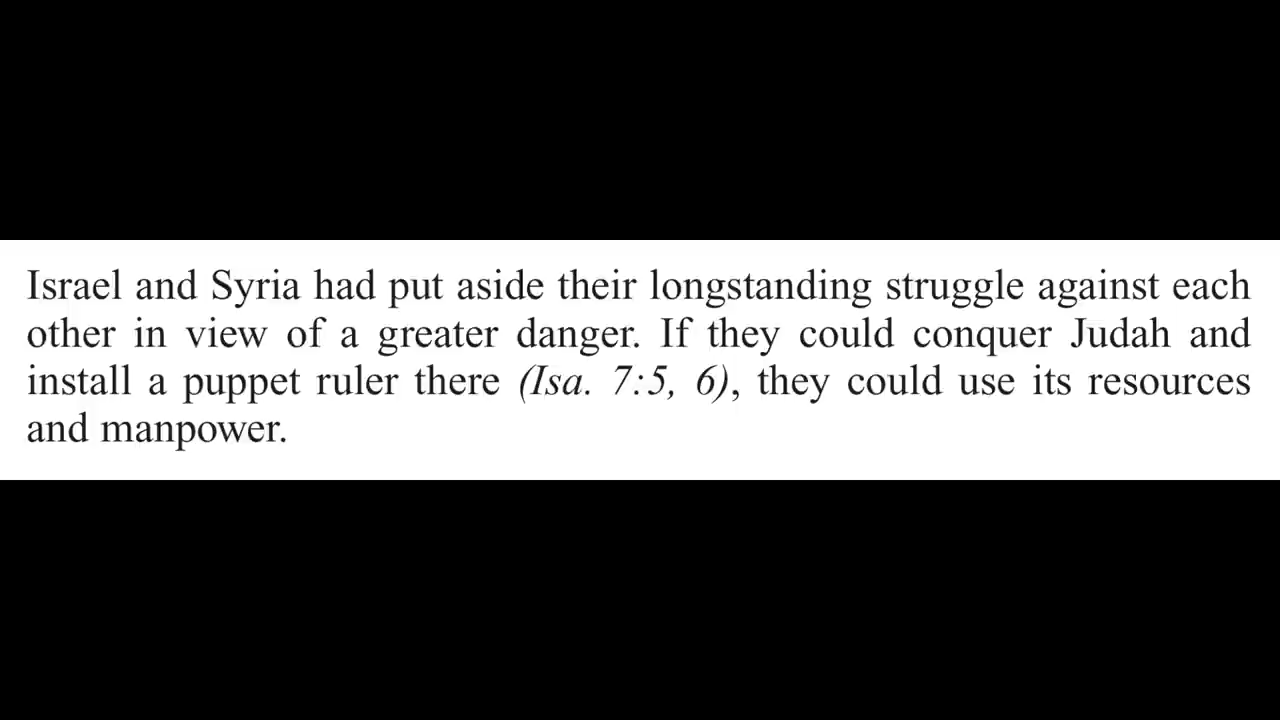 Israel and Syria had put aside their longstanding struggle against each
other in view of a greater danger. If they could conquer Judah and
install a puppet ruler there (Isa. 7:5, 6), they could use its resources
and manpower.